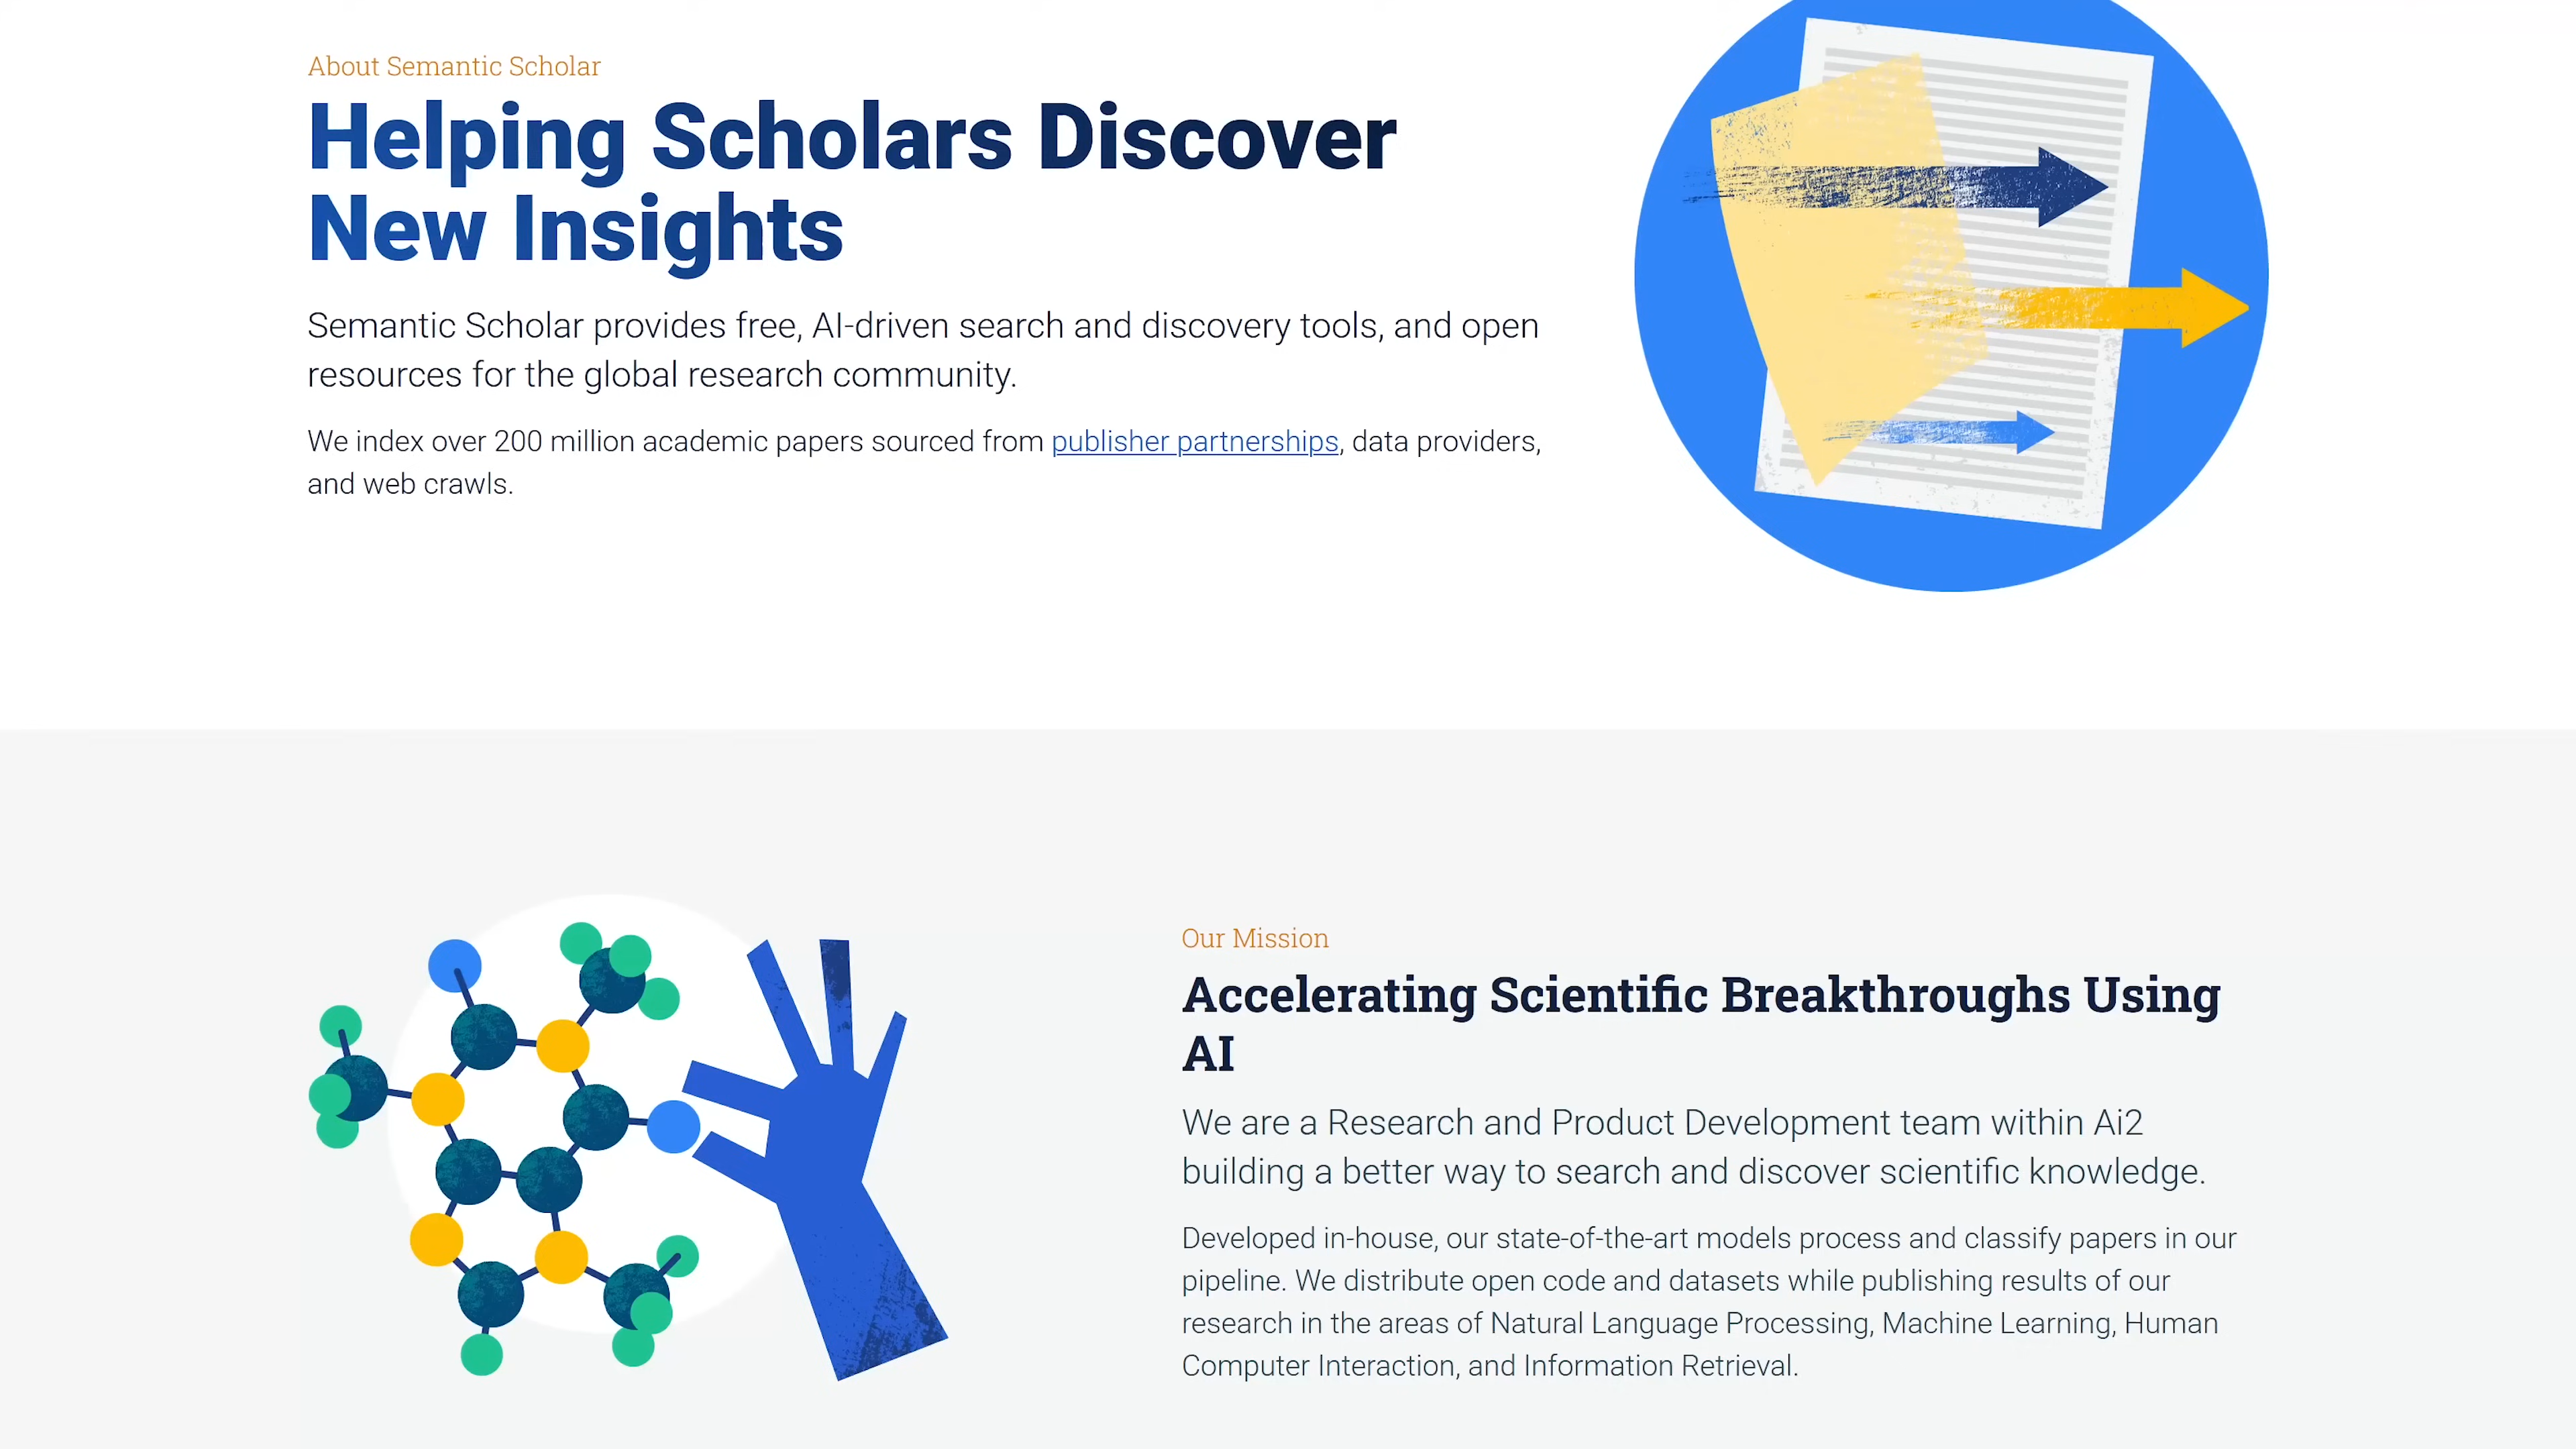 About Semantic Scholar
Helping Scholars Discover
New Insights
Semantic Scholar provides free, AI-driven search and discovery tools, and open
resources for the global research community.
We index over 200 million academic papers sourced from publisher partnerships, data providers,
and web crawls.
Our Mission
Accelerating Scientific Breakthroughs Using
AI
We are a Research and Product Development team within Ai2
building a better way to search and discover scientific knowledge.
Developed in-house, our state-of-the-art models process and classify papers in our
pipeline. We distribute open code and datasets while publishing results of our
research in the areas of Natural Language Processing, Machine Learning, Human
Computer Interaction, and Information Retrieval.